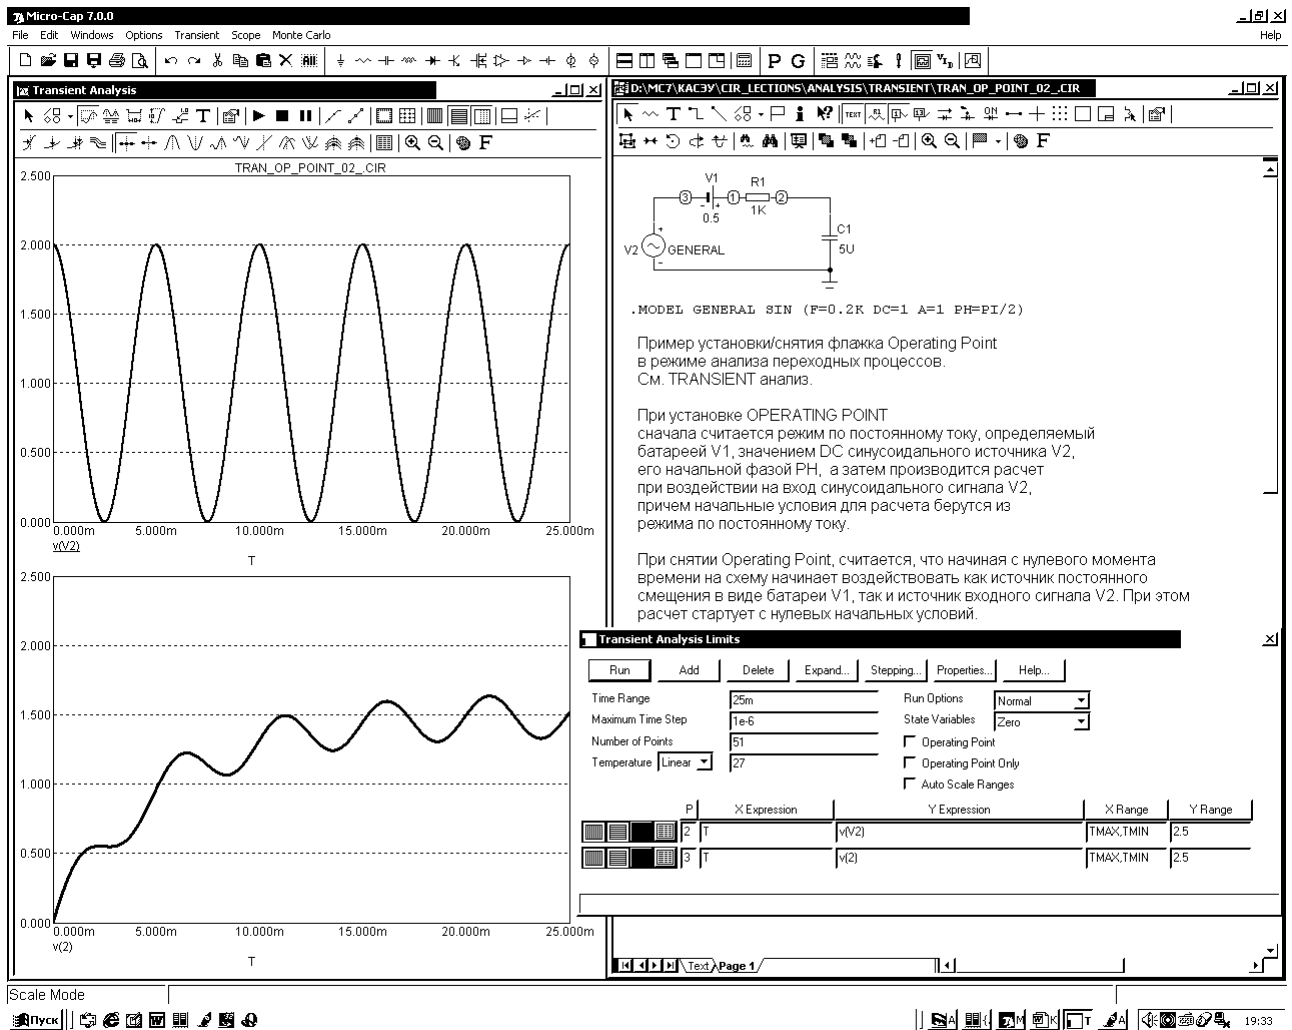 Micro-Cap 7.0.0
File Edit Windows Options Transient Scope Monte Carlo Help
P G
Transient Analysis
T
F
TRAN_OP_POINT_02_.CIR
2.500
2.000
1.500
1.000
0.500
0.000
0.000m 5.000m 10.000m 15.000m 20.000m 25.000m
v(V2)
T
2.500
2.000
1.500
1.000
0.500
0.000
0.000m 5.000m 10.000m 15.000m 20.000m 25.000m
v(2)
T
D:\MC7\КАСЗУ\CIR_LECTIONS\ANALYSIS\TRANSIENT\TRAN_OP_POINT_02_.CIR
T TEXT ON
F
V1 R1
3 1 2
0.5 1K
C1
5U
V2 GENERAL
.MODEL GENERAL SIN (F=0.2K DC=1 A=1 PH=PI/2)
Пример установки/снятия флажка Operating Point
в режиме анализа переходных процессов.
См. TRANSIENT анализ.
При установке OPERATING POINT
сначала считается режим по постоянному току, определяемый
батареей V1, значением DC синусоидального источника V2,
его начальной фазой PH, а затем производится расчет
при воздействии на вход синусоидального сигнала V2,
причем начальные условия для расчета берутся из
режима по постоянному току.
При снятии Operating Point, считается, что начиная с нулевого момента
времени на схему начинает воздействовать как источник постоянного
смещения в виде батареи V1, так и источник входного сигнала V2. При этом
расчет стартует с нулевых начальных условий.
Transient Analysis Limits
Run Add Delete Expand... Stepping... Properties... Help...
Time Range 25m Run Options Normal
Maximum Time Step 1e-6 State Variables Zero
Number of Points 51 Operating Point
Temperature Linear 27 Operating Point Only
Auto Scale Ranges
P X Expression Y Expression X Range Y Range
2 T v(V2) TMAX,TMIN 2.5
3 T v(2) TMAX,TMIN 2.5
Text Page 1
Scale Mode
Пуск 19:33